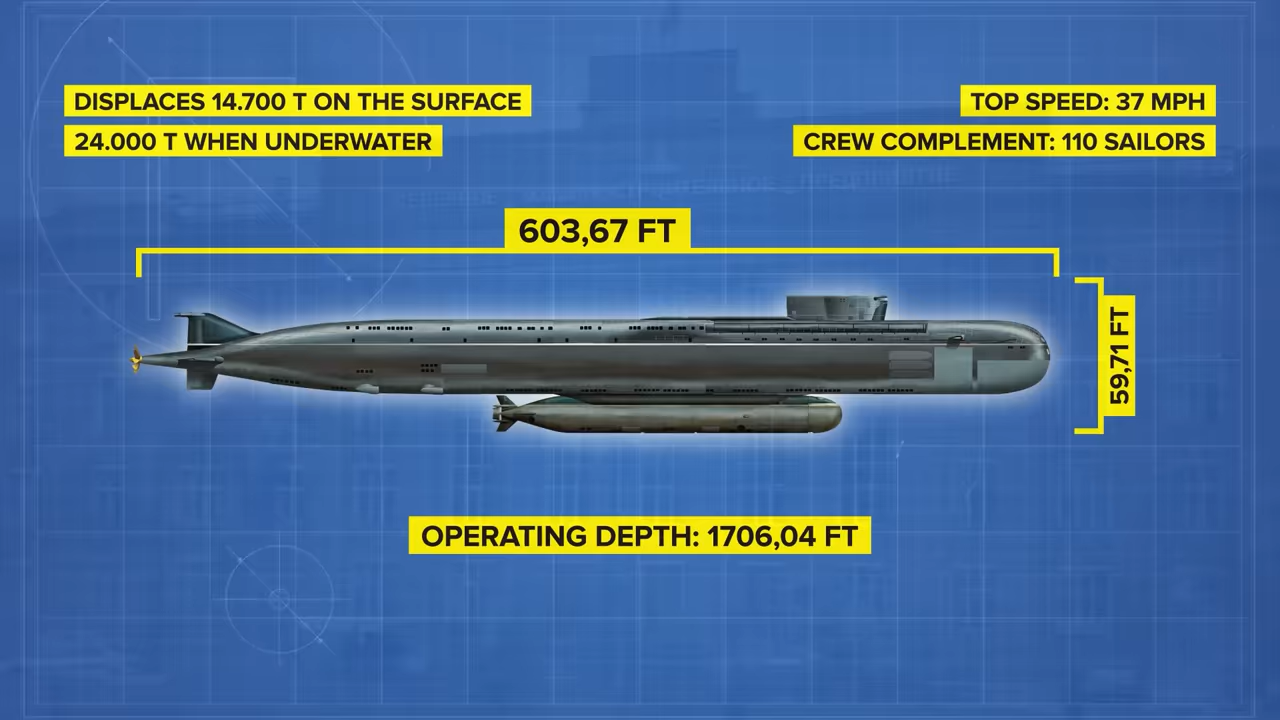 DISPLACES 14.700 T ON THE SURFACE
24.000 T WHEN UNDERWATER
TOP SPEED: 37 MPH
CREW COMPLEMENT: 110 SAILORS
603,67 FT
59,71 FT
OPERATING DEPTH: 1706,04 FT